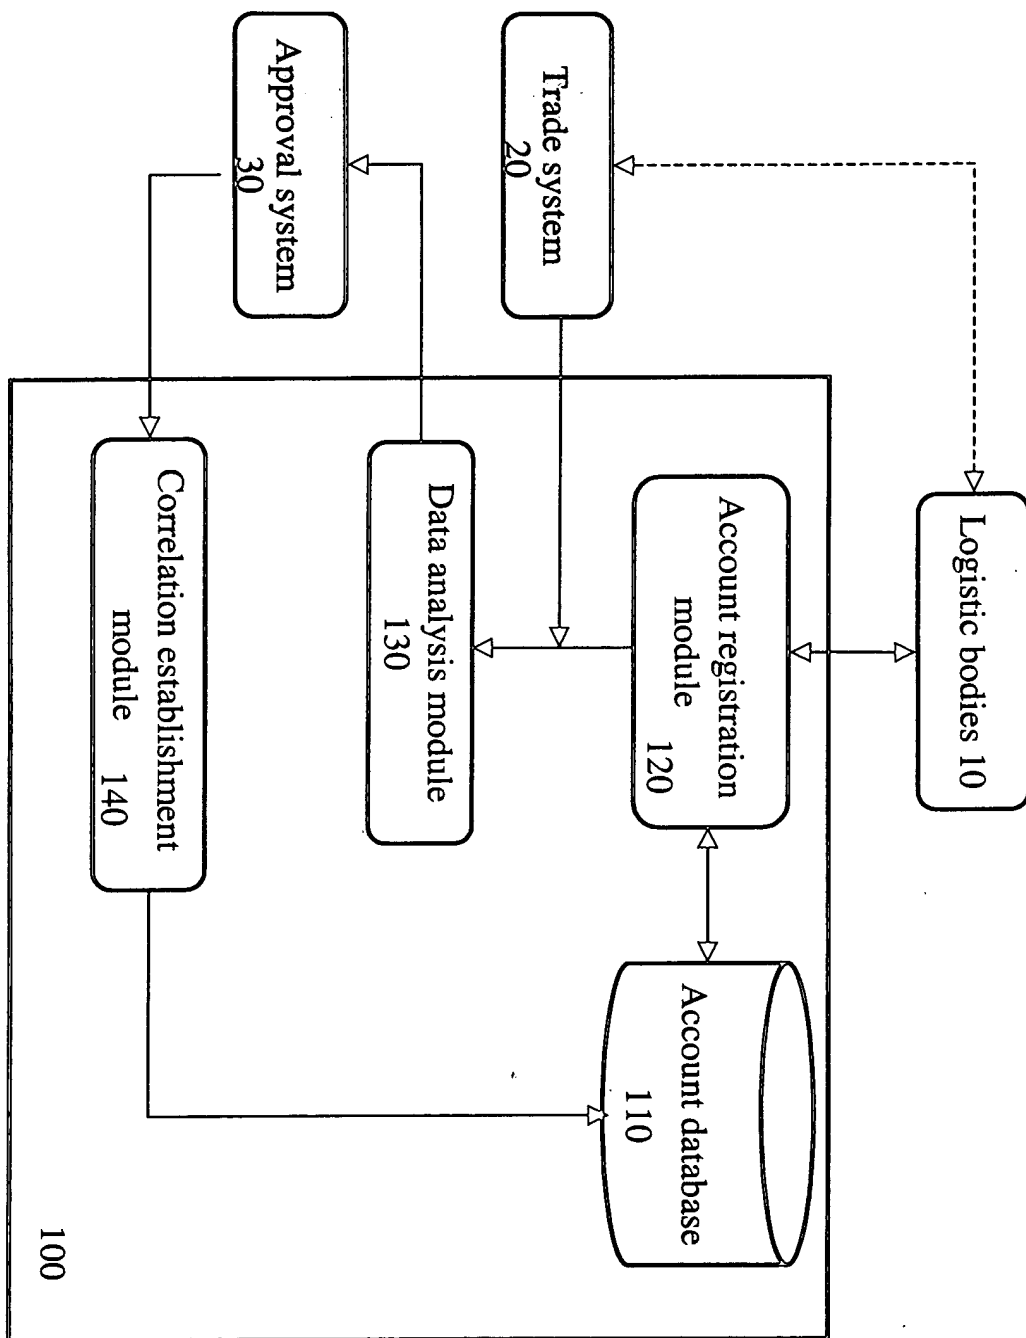 Logistic bodies 10
Trade system
20
Approval system
30
Account registration
module
120
Account database
110
Data analysis module
130
Correlation establishment
module
140
100